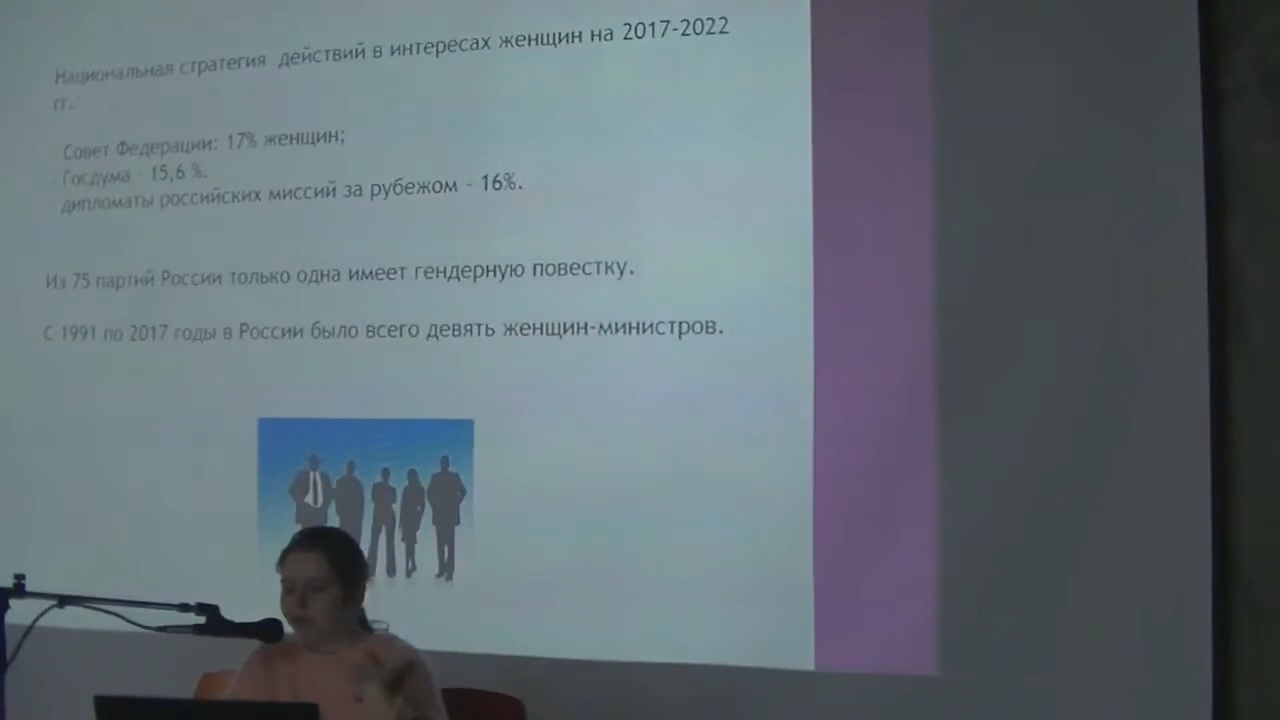 Национальная стратегия действий в интересах женщин на 2017-2022
гг.:
- Совет Федерации: 17% женщин;
- Госдума - 15,6 %.
дипломаты российских миссий за рубежом - 16%.
Из 75 партий России только одна имеет гендерную повестку.
С 1991 по 2017 годы в России было всего девять женщин-министров.